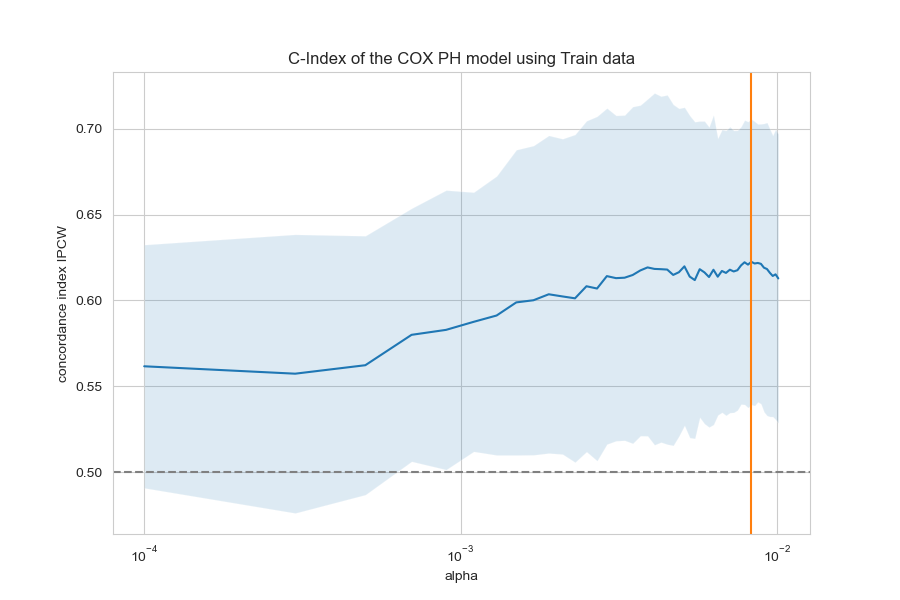 C-Index of the COX PH model using Train data
concordance index IPCW
0.70
0.65
0.60
0.55
0.50
10⁻⁴
10⁻³
10⁻²
alpha